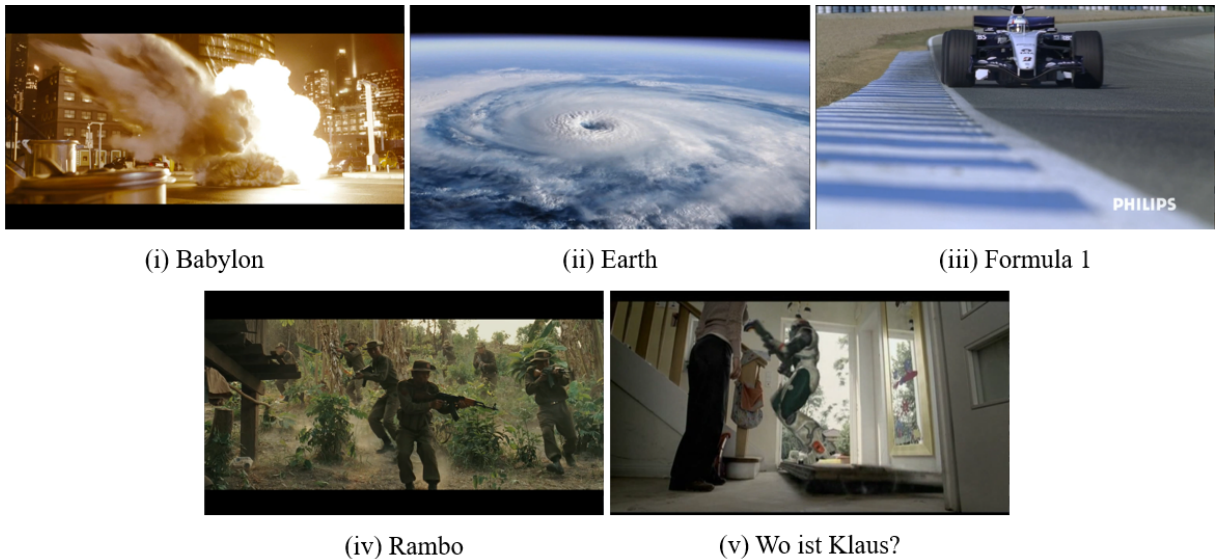 PHILIPS
(i) Babylon
(ii) Earth
(iii) Formula 1
(iv) Rambo
(v) Wo ist Klaus?